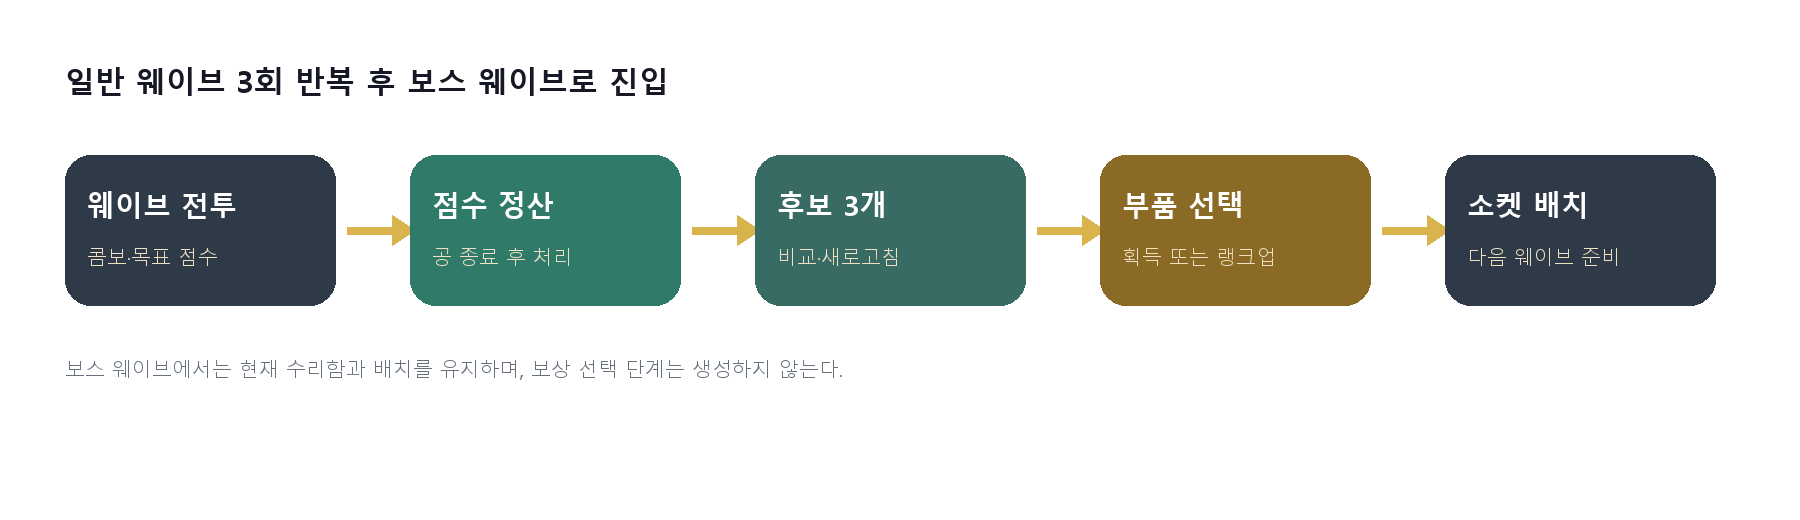 일반 웨이브 3회 반복 후 보스 웨이브로 진입
웨이브 전투
콤보·목표 점수
점수 정산
공 종료 후 처리
후보 3개
비교·새로고침
부품 선택
획득 또는 랭크업
소켓 배치
다음 웨이브 준비
보스 웨이브에서는 현재 수리함과 배치를 유지하며, 보상 선택 단계는 생성하지 않는다.